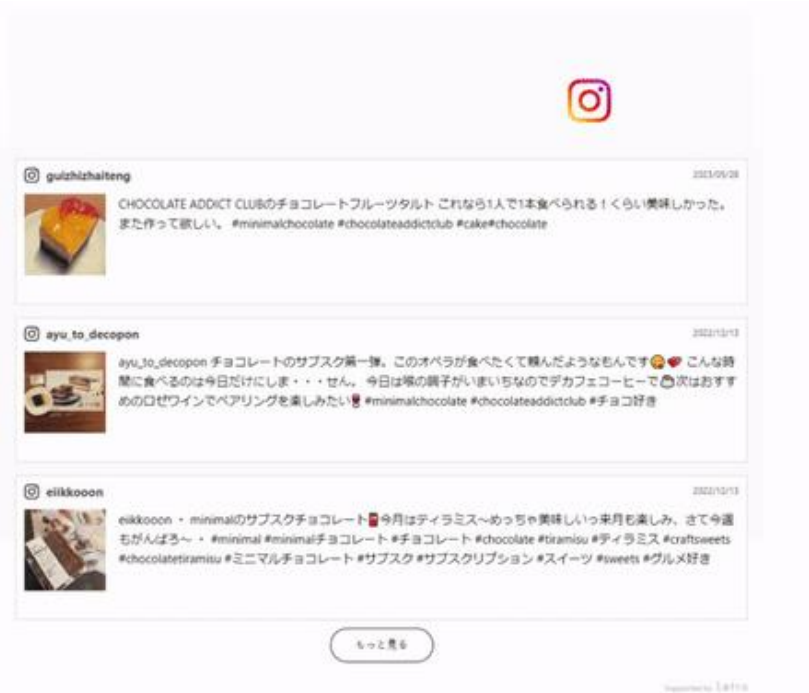 guizhizhaiteng
2023/05/28
CHOCOLATE ADDICT CLUBのチョコレートフルーツタルト これなら1人で1本食べられる！くらい美味しかった。
また作って欲しい。 #minimalchocolate #chocolateaddictclub #cake#chocolate
ayu_to_decopon
2022/12/13
ayu_to_decopon チョコレートのサブスク第一弾。このオペラが食べたくて頼んだようなもんです😋❤️ こんな時
間に食べるのは今日だけにしま・・・せん。 今日は喉の調子がいまいちなのでデカフェコーヒーで☕次はおすす
めのロゼワインでペアリングを楽しみたい🍷 #minimalchocolate #chocolateaddictclub #チョコ好き
eiikkooon
2022/12/13
eiikkooon ・ minimalのサブスクチョコレート🍫今月はティラミス〜めっちゃ美味しいっ来月も楽しみ、さて今週
もがんばろ〜 ・ #minimal #minimalチョコレート #チョコレート #chocolate #tiramisu #ティラミス #craftsweets
#chocolatetiramisu #ミニマルチョコレート #サブスク #サブスクリプション #スイーツ #sweets #グルメ好き
もっと見る
Supported by Letro